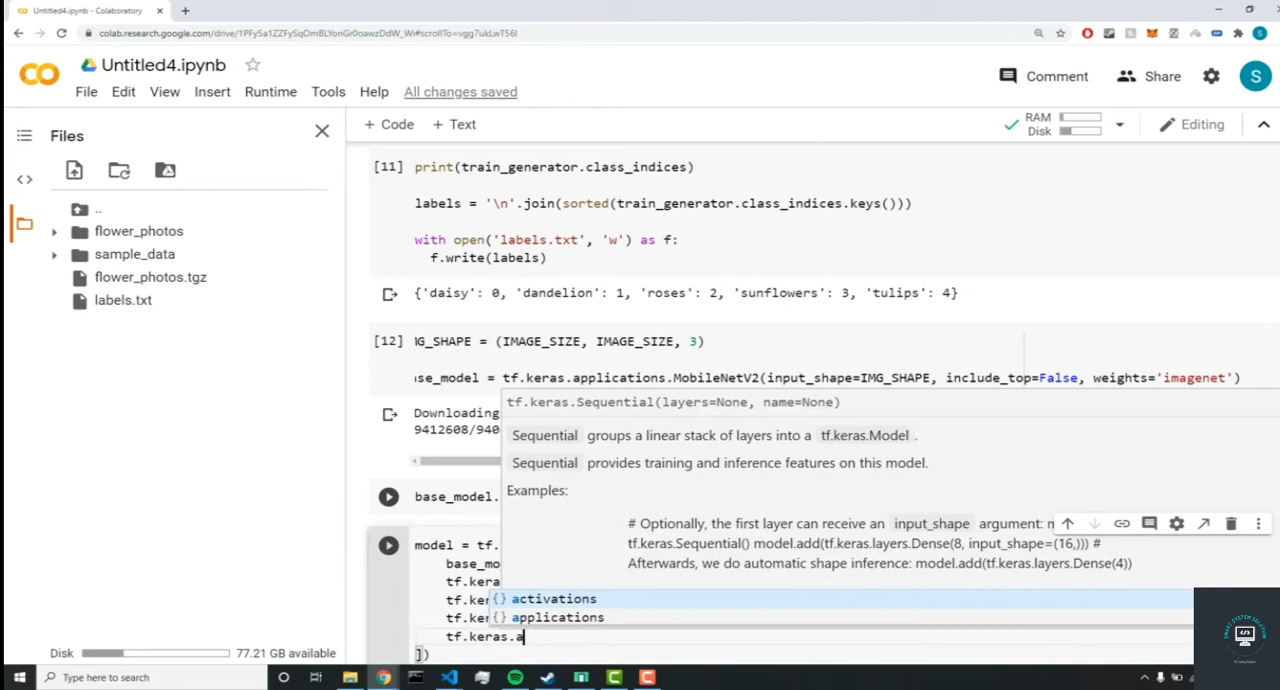 Untitled4.ipynb - Colaboratory
colab.research.google.com/drive/1PFy5a1ZZFySqOmBLYonGr0oawzDdW_Wi#scrollTo=vgg7ukLwT56I
Untitled4.ipynb
File Edit View Insert Runtime Tools Help All changes saved
Comment Share S
Files
+ Code + Text
RAM
Disk
Editing
..
flower_photos
sample_data
flower_photos.tgz
labels.txt
Disk 77.21 GB available
[11] print(train_generator.class_indices)
labels = '\n'.join(sorted(train_generator.class_indices.keys()))
with open('labels.txt', 'w') as f:
f.write(labels)
{'daisy': 0, 'dandelion': 1, 'roses': 2, 'sunflowers': 3, 'tulips': 4}
[12] MG_SHAPE = (IMAGE_SIZE, IMAGE_SIZE, 3)
se_model = tf.keras.applications.MobileNetV2(input_shape=IMG_SHAPE, include_top=False, weights='imagenet')
Downloading
9412608/940
tf.keras.Sequential(layers=None, name=None)
Sequential groups a linear stack of layers into a tf.keras.Model .
Sequential provides training and inference features on this model.
Examples:
# Optionally, the first layer can receive an input_shape argument:
tf.keras.Sequential() model.add(tf.keras.layers.Dense(8, input_shape=(16,))) #
Afterwards, we do automatic shape inference: model.add(tf.keras.layers.Dense(4))
base_model.
model = tf.
base_mo
tf.kera
tf.ker
tf.ker
tf.keras.a
])
{} activations
{} applications
Type here to search
SMART SYSTEM SOLUTION